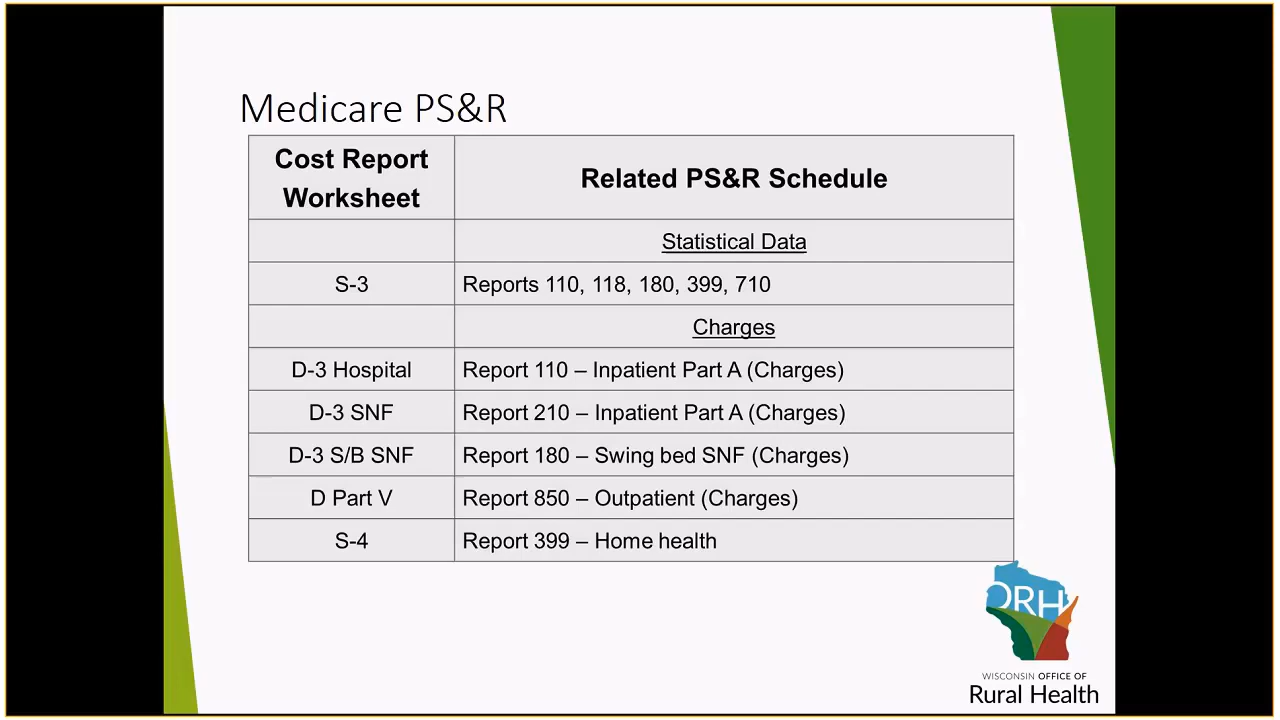 Medicare PS&R
Cost Report
Worksheet
Related PS&R Schedule
Statistical Data
S-3
Reports 110, 118, 180, 399, 710
Charges
D-3 Hospital
Report 110 – Inpatient Part A (Charges)
D-3 SNF
Report 210 – Inpatient Part A (Charges)
D-3 S/B SNF
Report 180 – Swing bed SNF (Charges)
D Part V
Report 850 – Outpatient (Charges)
S-4
Report 399 – Home health
ORH
WISCONSIN OFFICE OF
Rural Health